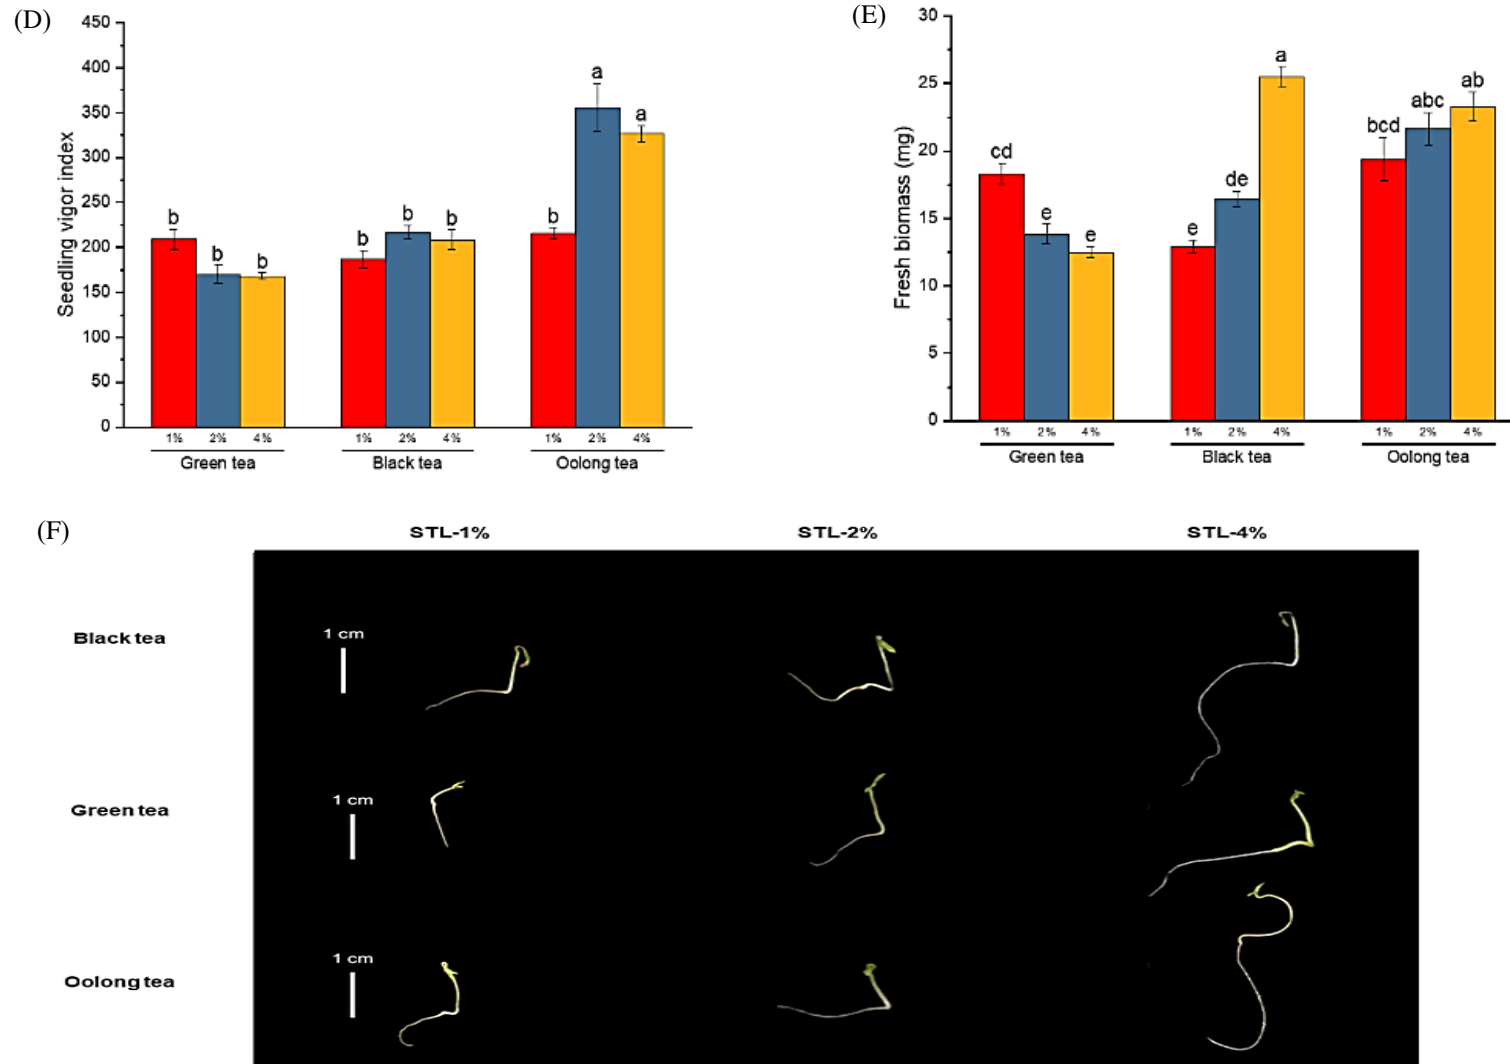 (D)
450
400
350
300
250
200
150
100
50
0
Seedling vigor index
b
b
b
b
b
b
b
a
a
1% 2% 4% 1% 2% 4% 1% 2% 4%
Green tea Black tea Oolong tea
(E)
30
25
20
15
10
5
0
Fresh biomass (mg)
cd
e
e
e
de
a
bcd
abc
ab
1% 2% 4% 1% 2% 4% 1% 2% 4%
Green tea Black tea Oolong tea
(F)
STL-1% STL-2% STL-4%
Black tea
1 cm
Green tea
1 cm
Oolong tea
1 cm